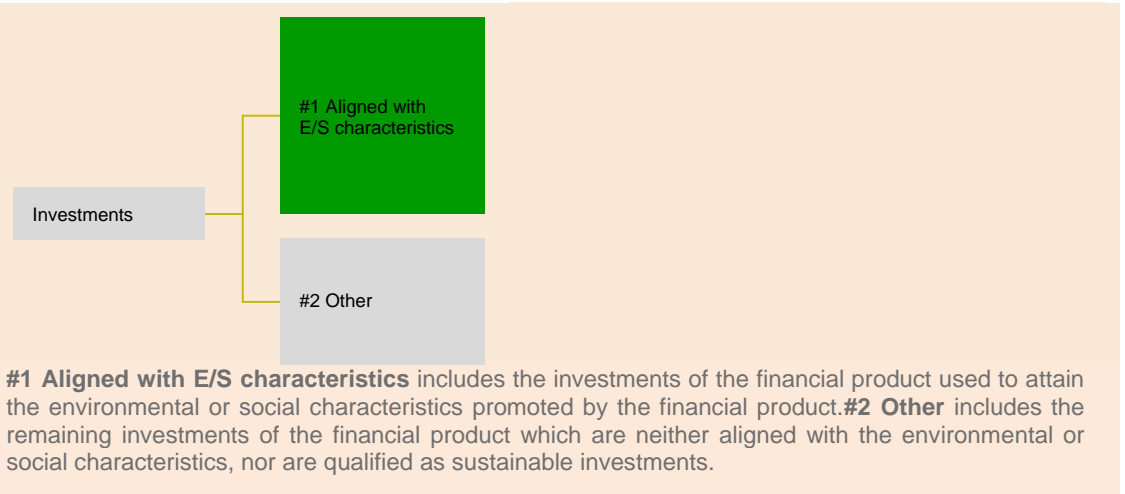 #1 Aligned with
E/S characteristics
Investments
#2 Other
#1 Aligned with E/S characteristics includes the investments of the financial product used to attain
the environmental or social characteristics promoted by the financial product.#2 Other includes the
remaining investments of the financial product which are neither aligned with the environmental or
social characteristics, nor are qualified as sustainable investments.